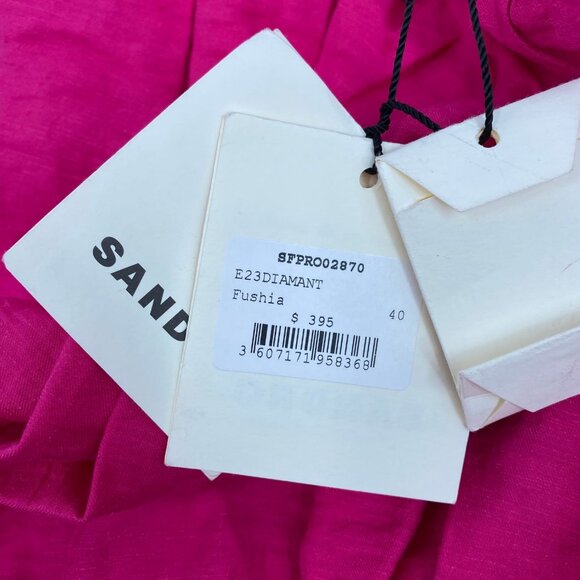 SAND
SFPRO02870
E23DIAMANT
Fushia
$ 395 40
3 607171 958368